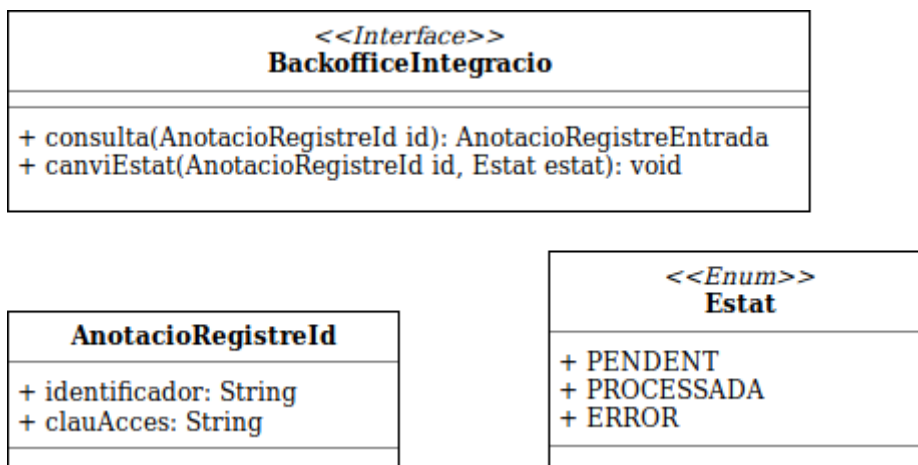 <<Interface>>
BackofficeIntegracio
+ consulta(AnotacioRegistreId id): AnotacioRegistreEntrada
+ canviEstat(AnotacioRegistreId id, Estat estat): void
<<Enum>>
Estat
+ PENDENT
+ PROCESSADA
+ ERROR
AnotacioRegistreId
+ identificador: String
+ clauAcces: String